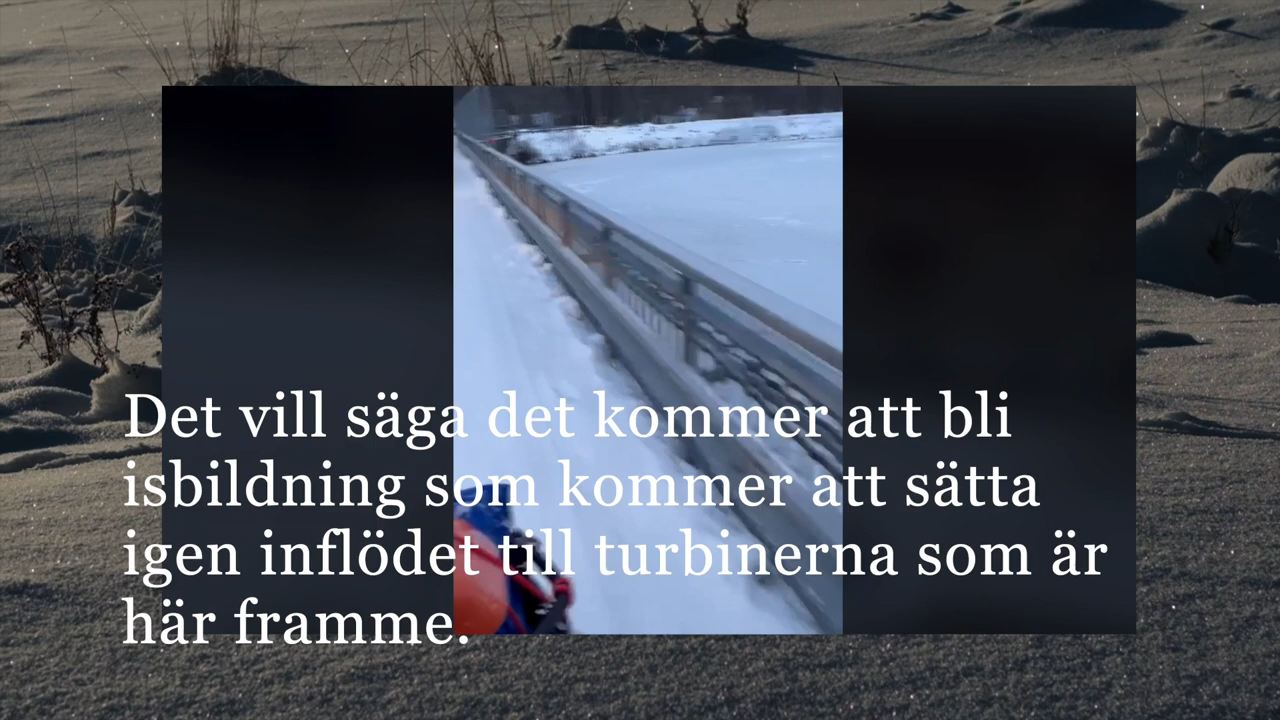 Det vill säga det kommer att bli
isbildning som kommer att sätta
igen inflödet till turbinerna som är
här framme.